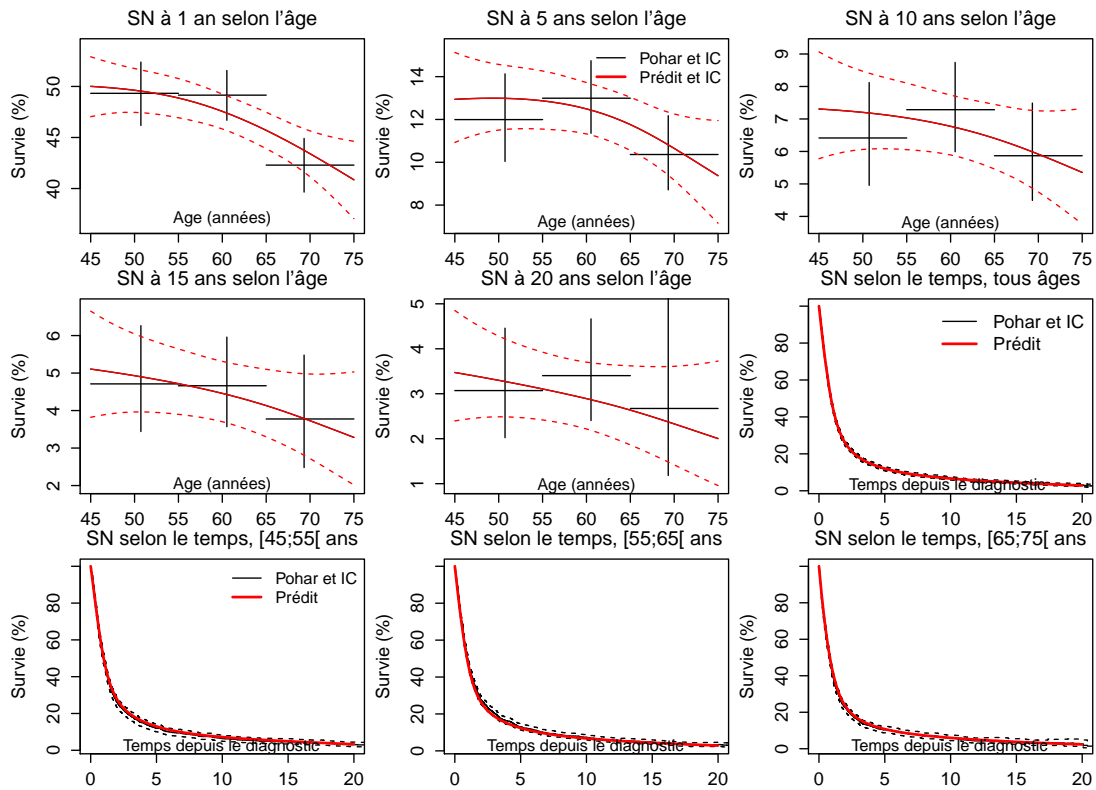 SN à 1 an selon l'âge
SN à 5 ans selon l'âge
SN à 10 ans selon l'âge
Survie (%)
50
45
40
Age (années)
45 50 55 60 65 70 75
Survie (%)
14
12
10
8
Pohar et IC
Prédit et IC
Age (années)
45 50 55 60 65 70 75
Survie (%)
9
8
7
6
5
4
Age (années)
45 50 55 60 65 70 75
SN à 15 ans selon l'âge
SN à 20 ans selon l'âge
SN selon le temps, tous âges
Survie (%)
6
5
4
3
2
Age (années)
45 50 55 60 65 70 75
Survie (%)
5
4
3
2
1
Age (années)
45 50 55 60 65 70 75
Survie (%)
80
60
40
20
0
Pohar et IC
Prédit
Temps depuis le diagnostic
0 5 10 15 20
SN selon le temps, [45;55[ ans
SN selon le temps, [55;65[ ans
SN selon le temps, [65;75[ ans
Survie (%)
80
60
40
20
0
Pohar et IC
Prédit
Temps depuis le diagnostic
0 5 10 15 20
Survie (%)
80
60
40
20
0
Temps depuis le diagnostic
0 5 10 15 20
Survie (%)
80
60
40
20
0
Temps depuis le diagnostic
0 5 10 15 20